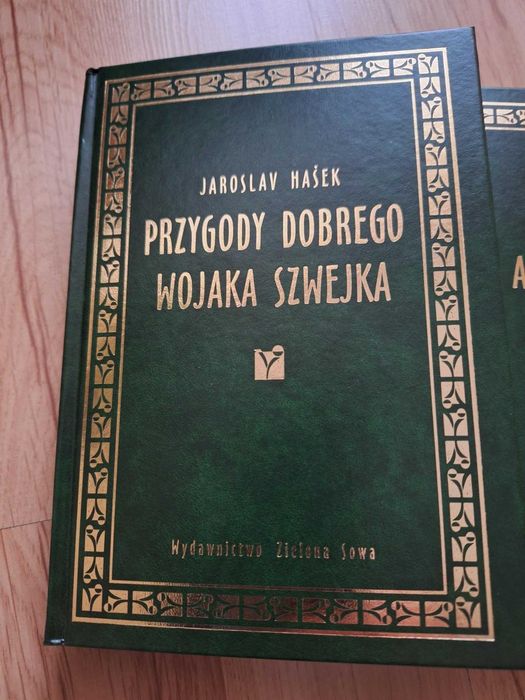 JAROSLAV HAŠEK
PRZYGODY DOBREGO
WOJAKA SZWEJKA
Wydawnictwo Zielona Sowa
A